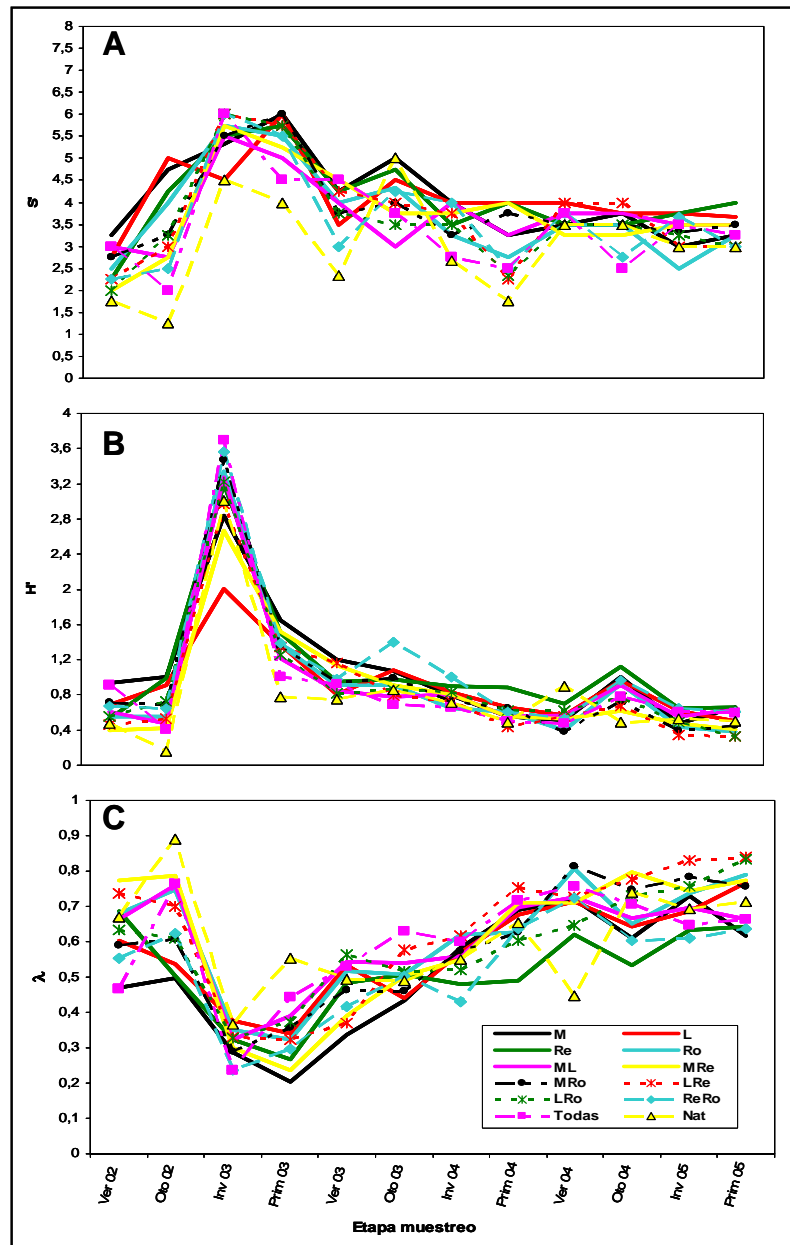 A
8
7,5
7
6,5
6
5,5
5
4,5
4
3,5
3
2,5
2
1,5
1
0,5
0
S
B
4
3,6
3,2
2,8
2,4
2
1,6
1,2
0,8
0,4
0
H'
C
1
0,9
0,8
0,7
0,6
0,5
0,4
0,3
0,2
0,1
0
λ
M L
Re Ro
ML MRe
MRo LRe
LRo ReRo
Todas Nat
Ver 02 Oto 02 Inv 03 Prim 03 Ver 03 Oto 03 Inv 04 Prim 04 Ver 04 Oto 04 Inv 05 Prim 05
Etapa muestreo